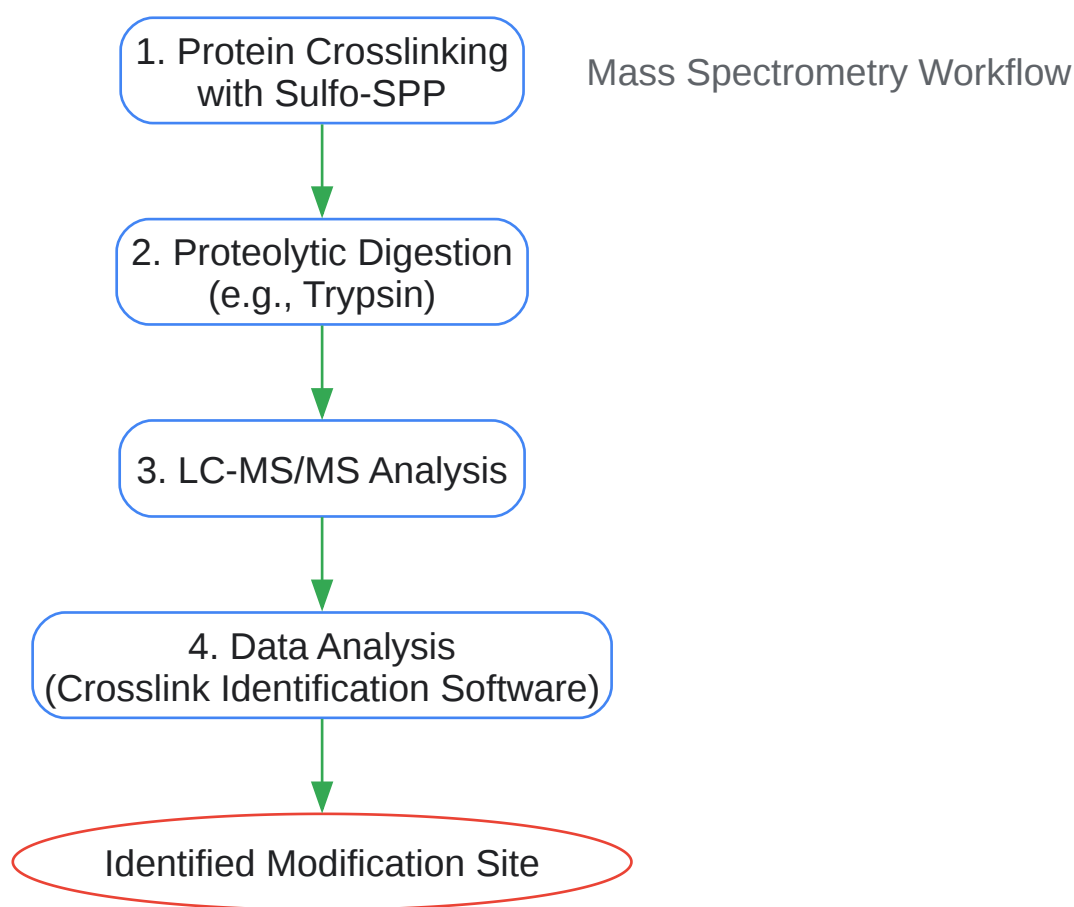 1. Protein Crosslinking
with Sulfo-SPP
Mass Spectrometry Workflow
2. Proteolytic Digestion
(e.g., Trypsin)
3. LC-MS/MS Analysis
4. Data Analysis
(Crosslink Identification Software)
Identified Modification Site